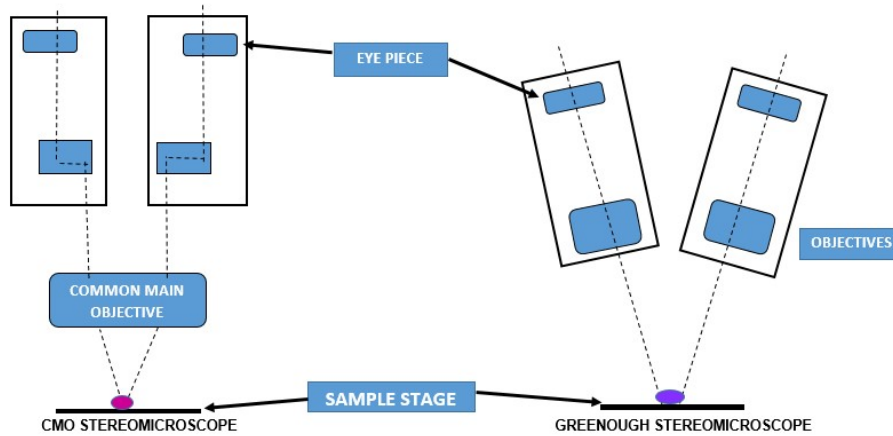 EYE PIECE
OBJECTIVES
COMMON MAIN
OBJECTIVE
SAMPLE STAGE
CMO STEREOMICROSCOPE
GREENOUGH STEREOMICROSCOPE